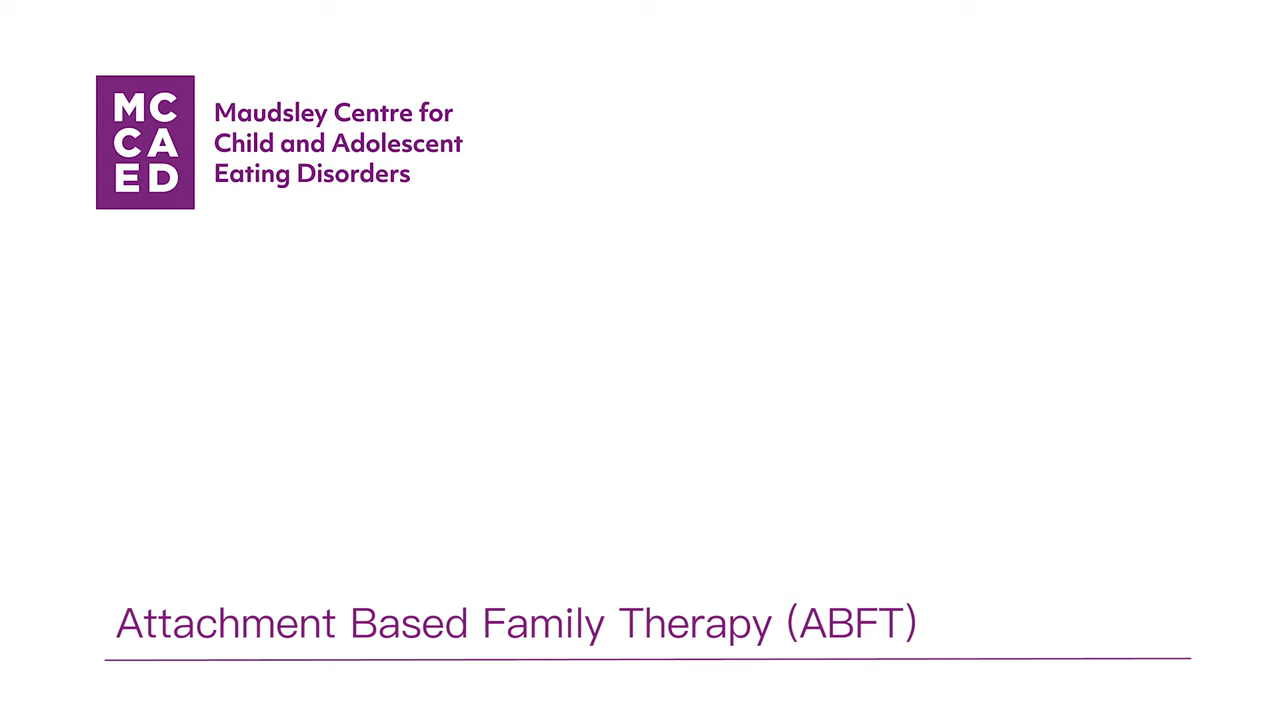 MC
CA
ED
Maudsley Centre for
Child and Adolescent
Eating Disorders
Attachment Based Family Therapy (ABFT)